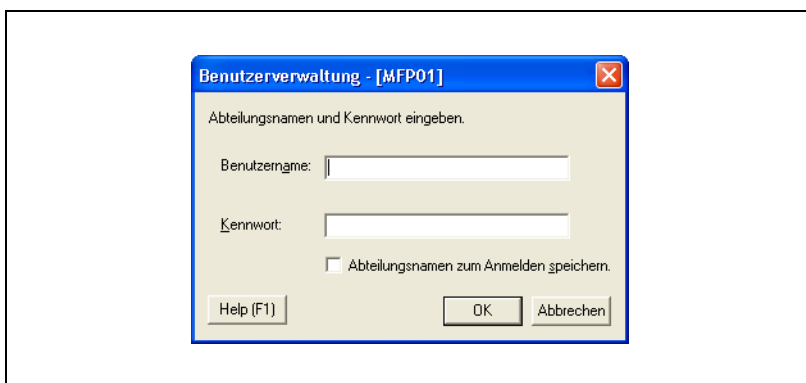 Benutzerverwaltung - [MFP01]
Abteilungsnamen und Kennwort eingeben.
Benutzername:
Kennwort:
Abteilungsnamen zum Anmelden speichern.
Help (F1)
OK
Abbrechen